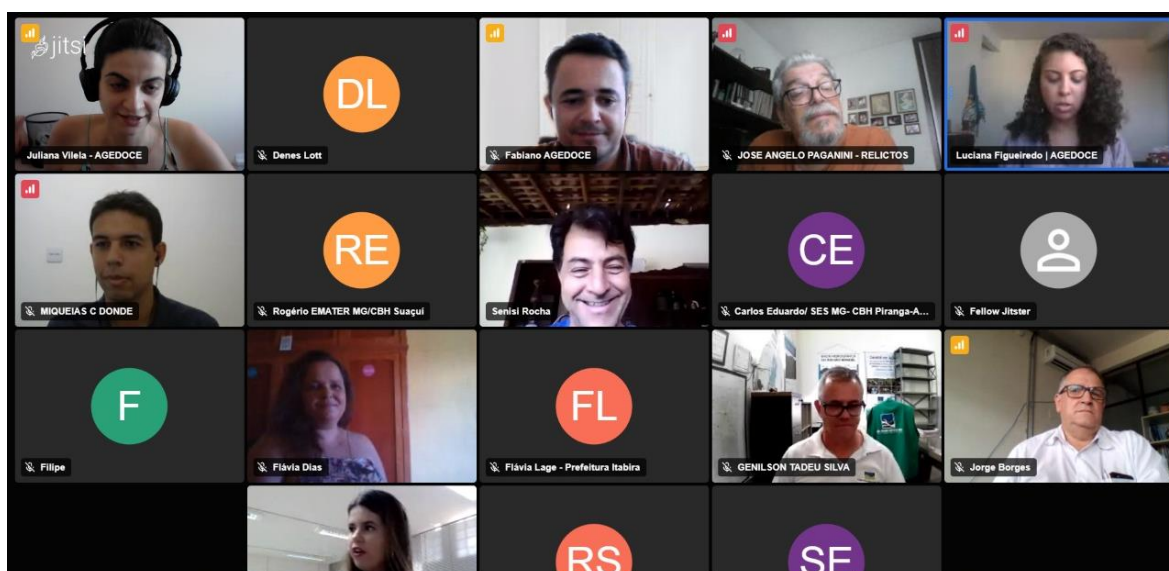 jitsi
Juliana Vilela - AGEDOCE
DL
Denes Lott
Fabiano AGEDOCE
JOSE ANGELO PAGANINI - RELICTOS
Luciana Figueiredo | AGEDOCE
MIQUEIAS C DONDE
RE
Rogério EMATER MG/CBH Suaçui
Senisi Rocha
CE
Carlos Eduardo/ SES MG- CBH Piranga-A...
Fellow Jitster
F
Filipe
Flávia Dias
FL
Flávia Lage - Prefeitura Itabira
GENILSON TADEU SILVA
Jorge Borges
RS
SE